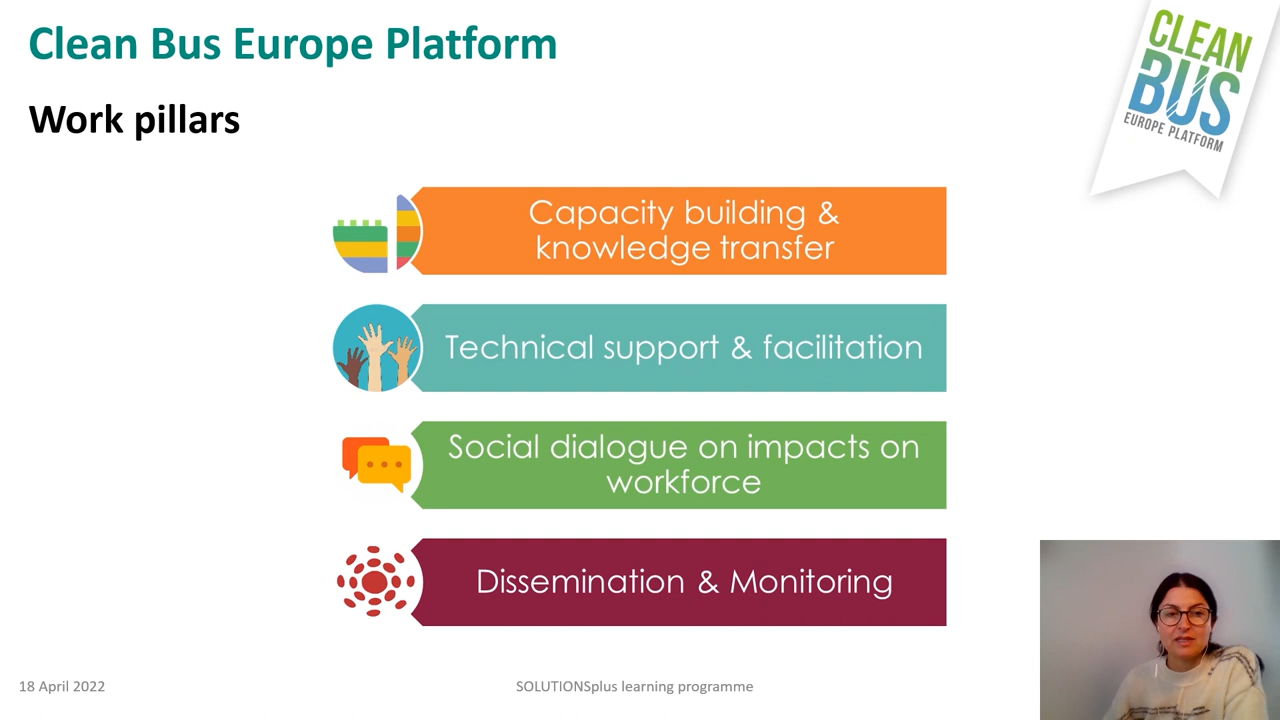 Clean Bus Europe Platform
CLEAN
BUS
EUROPE PLATFORM
Work pillars
Capacity building &
knowledge transfer
Technical support & facilitation
Social dialogue on impacts on
workforce
Dissemination & Monitoring
18 April 2022
SOLUTIONSplus learning programme